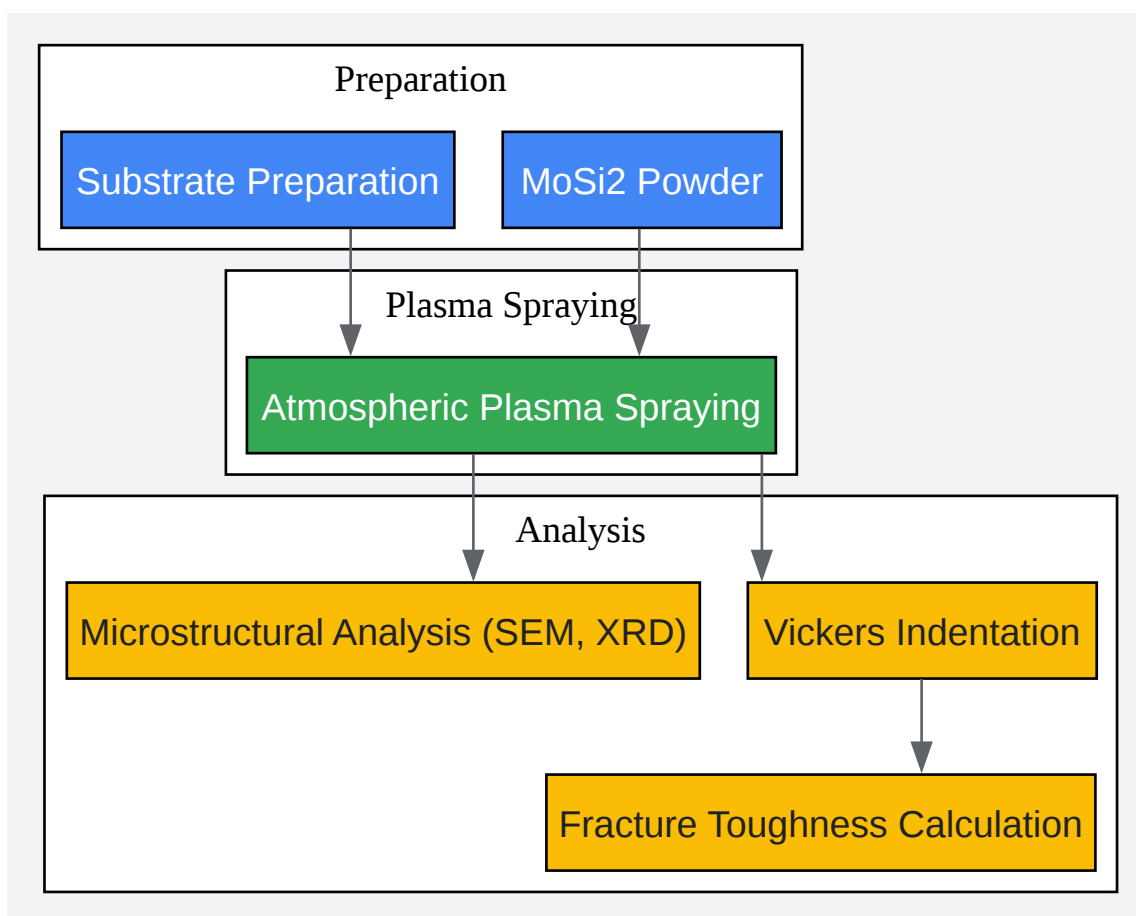 Preparation
Substrate Preparation
MoSi2 Powder
Plasma Spraying
Atmospheric Plasma Spraying
Analysis
Microstructural Analysis (SEM, XRD)
Vickers Indentation
Fracture Toughness Calculation